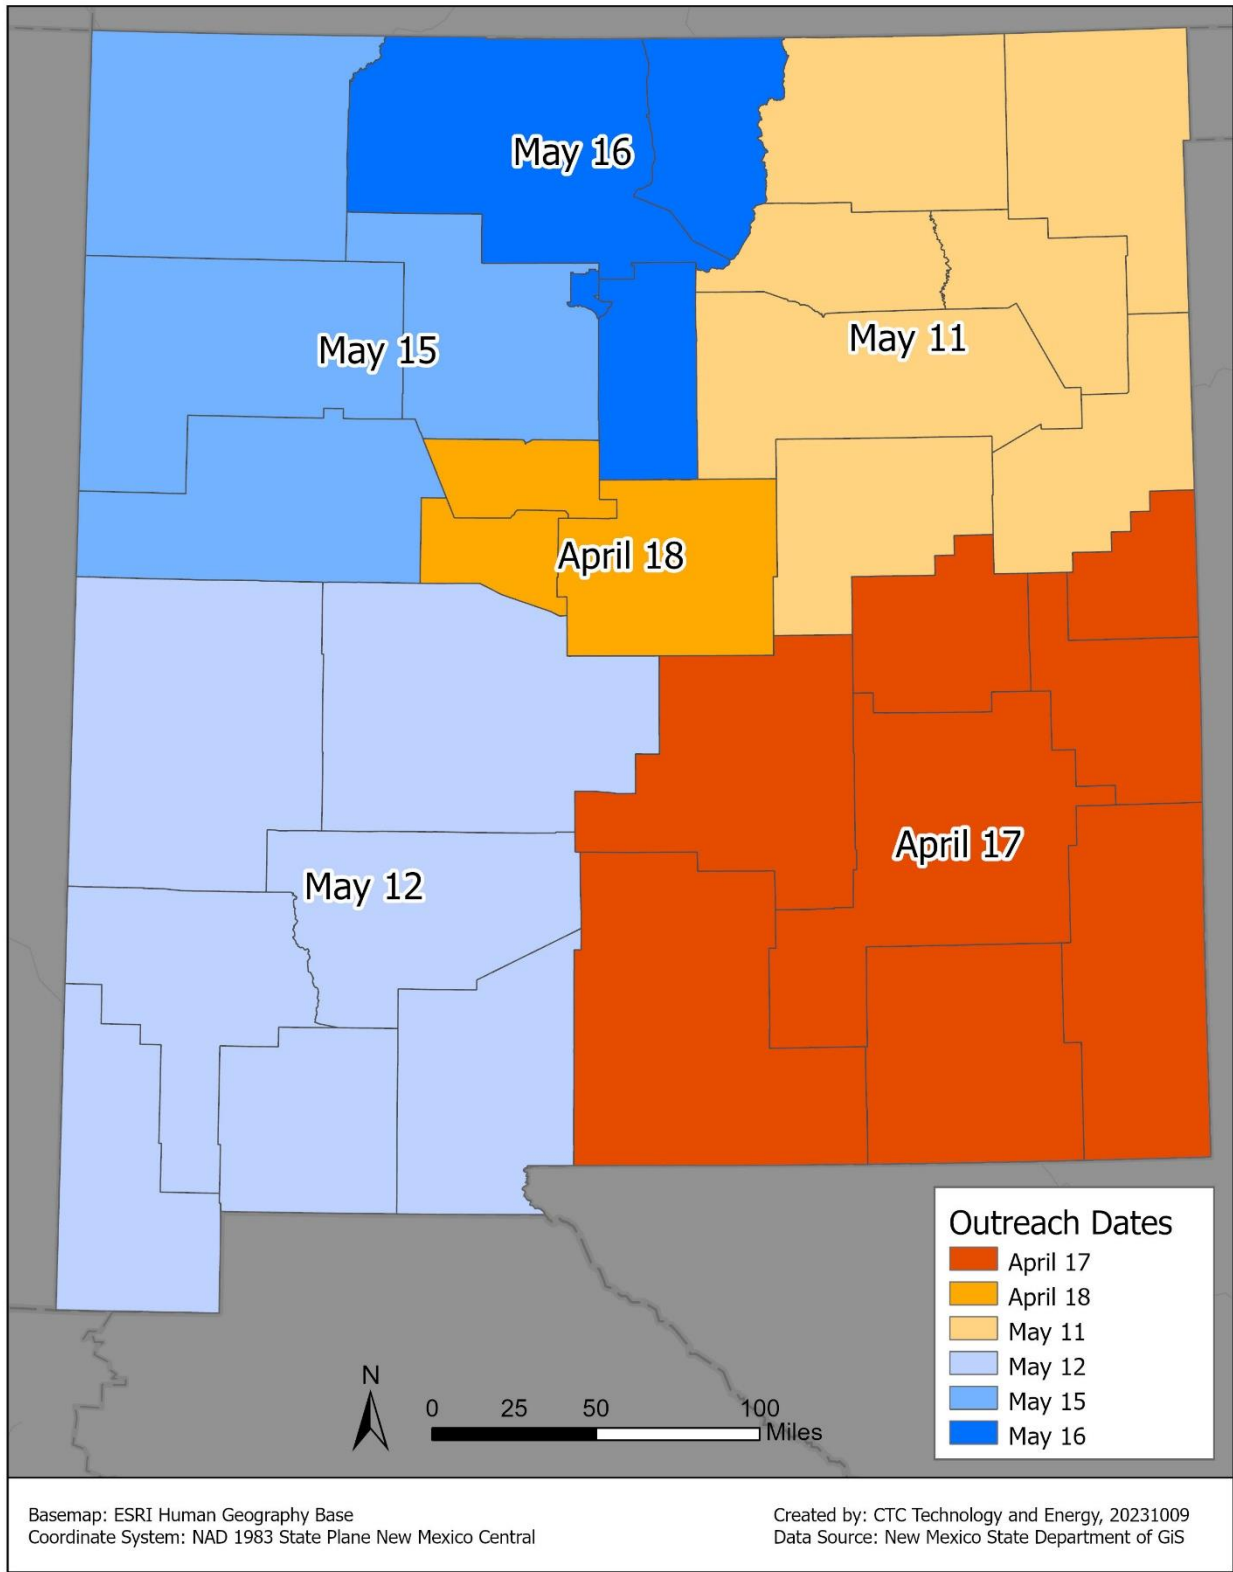 May 16
May 11
May 15
April 18
April 17
May 12
Outreach Dates
April 17
April 18
May 11
May 12
May 15
May 16
N
0 25 50 100
Miles
Basemap: ESRI Human Geography Base
Coordinate System: NAD 1983 State Plane New Mexico Central
Created by: CTC Technology and Energy, 20231009
Data Source: New Mexico State Department of GiS